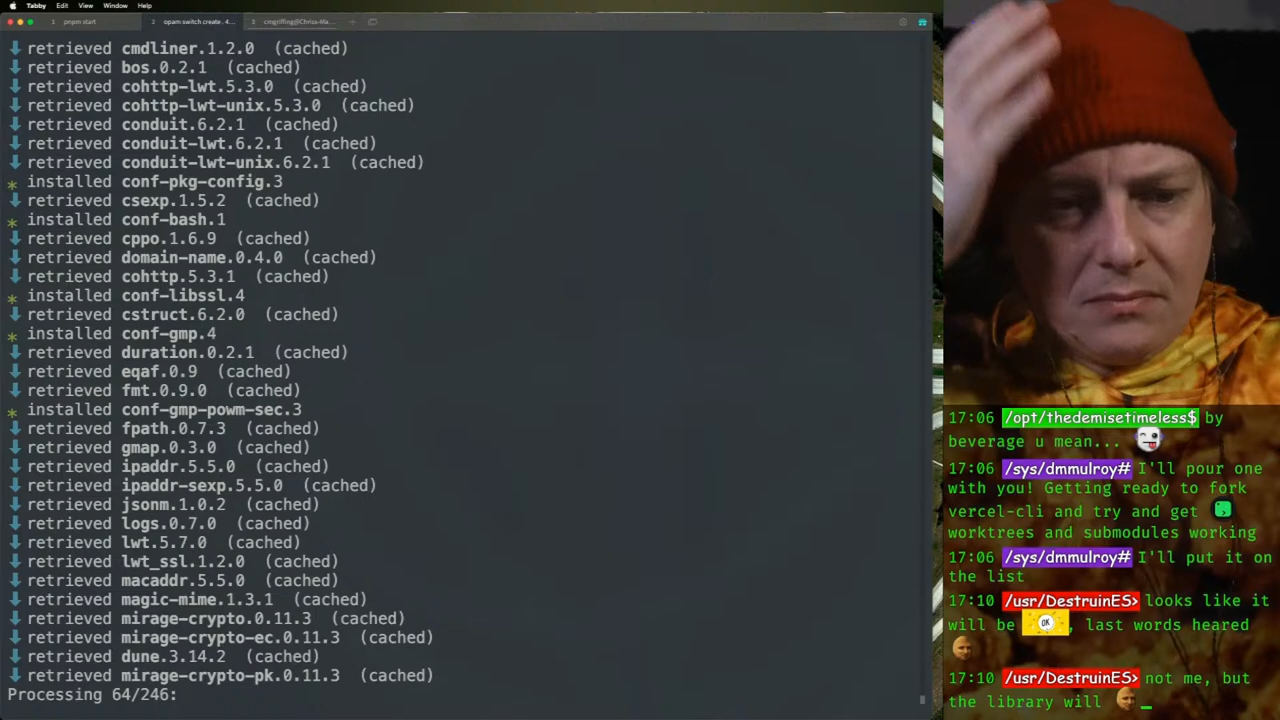 Tabby Edit View Window Help
pnpm start
opam switch create . 4…
cmgriffing@Chriss-Ma…
retrieved cmdliner.1.2.0 (cached)
retrieved bos.0.2.1 (cached)
retrieved cohttp-lwt.5.3.0 (cached)
retrieved cohttp-lwt-unix.5.3.0 (cached)
retrieved conduit.6.2.1 (cached)
retrieved conduit-lwt.6.2.1 (cached)
retrieved conduit-lwt-unix.6.2.1 (cached)
* installed conf-pkg-config.3
retrieved csexp.1.5.2 (cached)
* installed conf-bash.1
retrieved cppo.1.6.9 (cached)
retrieved domain-name.0.4.0 (cached)
retrieved cohttp.5.3.1 (cached)
* installed conf-libssl.4
retrieved cstruct.6.2.0 (cached)
* installed conf-gmp.4
retrieved duration.0.2.1 (cached)
retrieved eqaf.0.9 (cached)
retrieved fmt.0.9.0 (cached)
* installed conf-gmp-powm-sec.3
retrieved fpath.0.7.3 (cached)
retrieved gmap.0.3.0 (cached)
retrieved ipaddr.5.5.0 (cached)
retrieved ipaddr-sexp.5.5.0 (cached)
retrieved jsonm.1.0.2 (cached)
retrieved logs.0.7.0 (cached)
retrieved lwt.5.7.0 (cached)
retrieved lwt_ssl.1.2.0 (cached)
retrieved macaddr.5.5.0 (cached)
retrieved magic-mime.1.3.1 (cached)
retrieved mirage-crypto.0.11.3 (cached)
retrieved mirage-crypto-ec.0.11.3 (cached)
retrieved dune.3.14.2 (cached)
retrieved mirage-crypto-pk.0.11.3 (cached)
Processing 64/246:
17:06 /opt/thedemisetimeless$ by
beverage u mean...
17:06 /sys/dmmulroy# I'll pour one
with you! Getting ready to fork
vercel-cli and try and get
worktrees and submodules working
17:06 /sys/dmmulroy# I'll put it on
the list
17:10 /usr/DestruinES> looks like it
will be OK, last words heared
17:10 /usr/DestruinES> not me, but
the library will